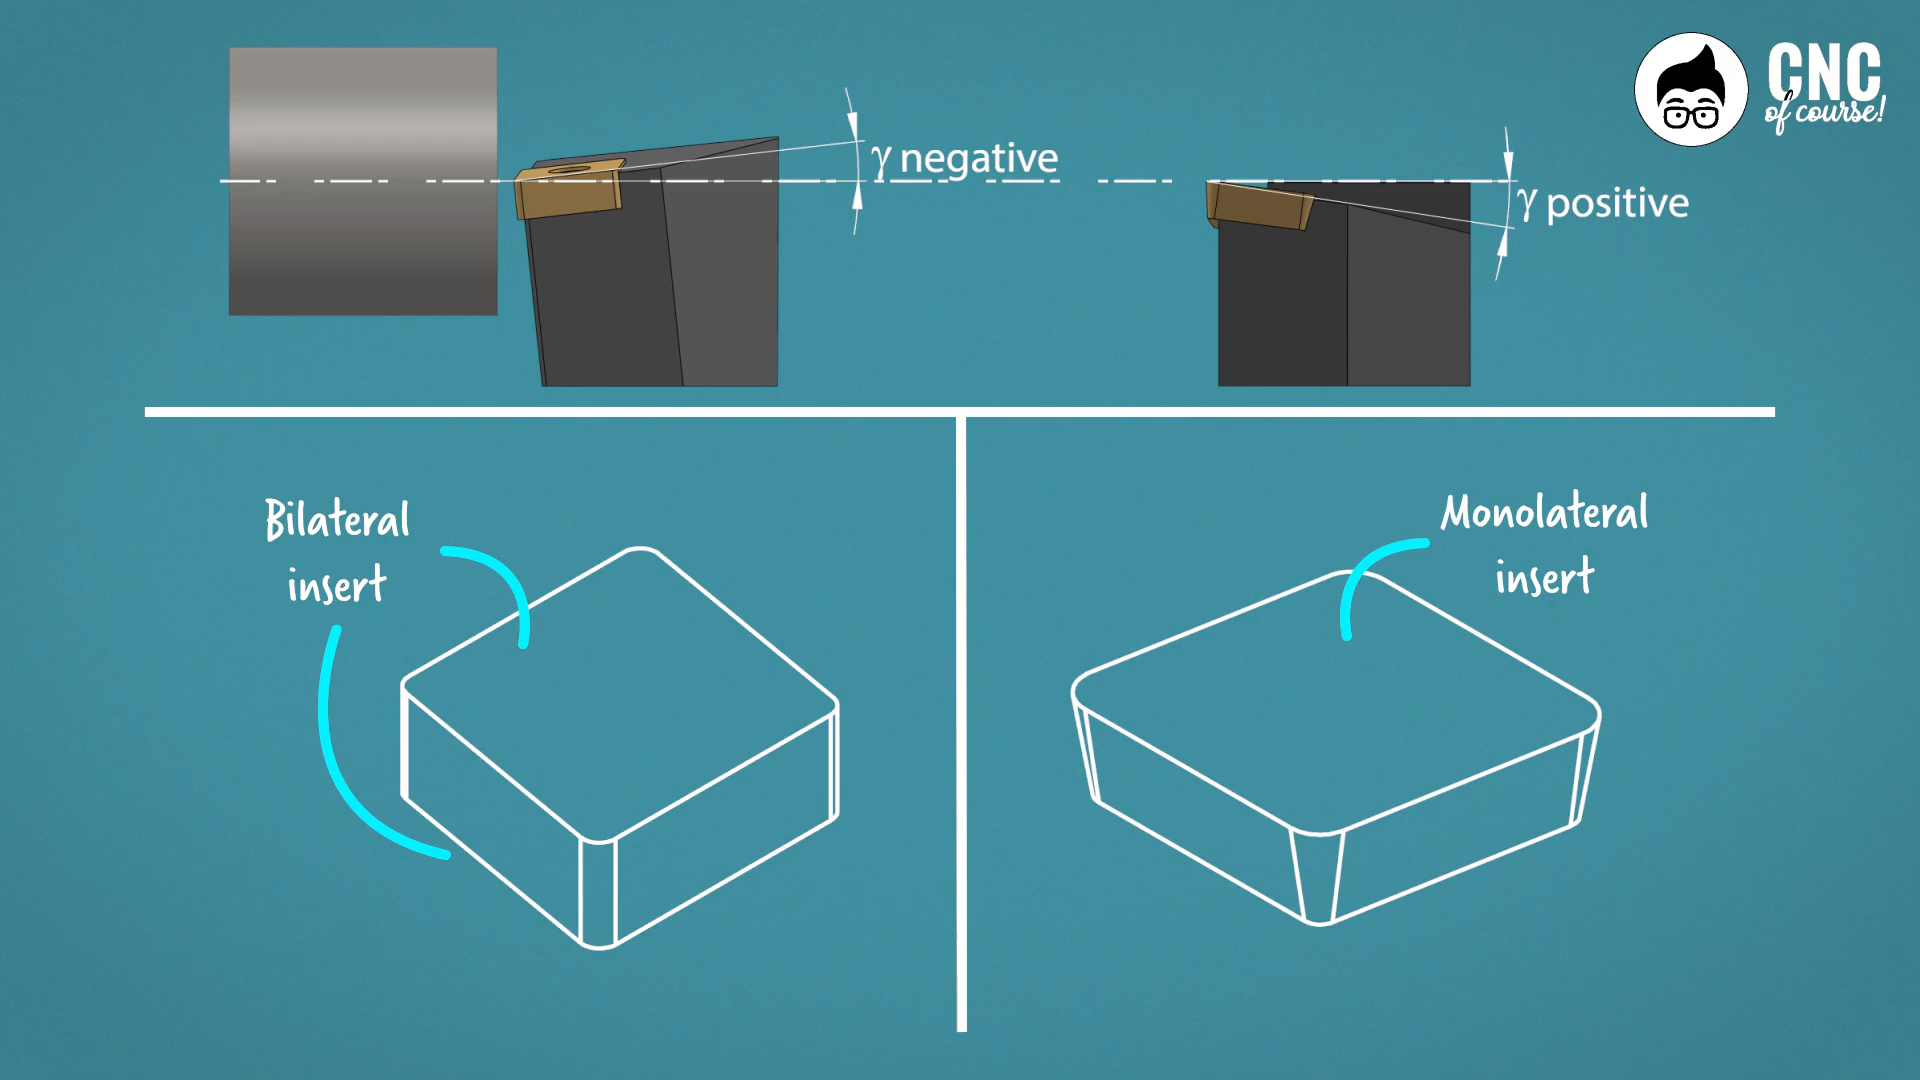 CNC
of course!
γ negative
γ positive
Bilateral
insert
Monolateral
insert